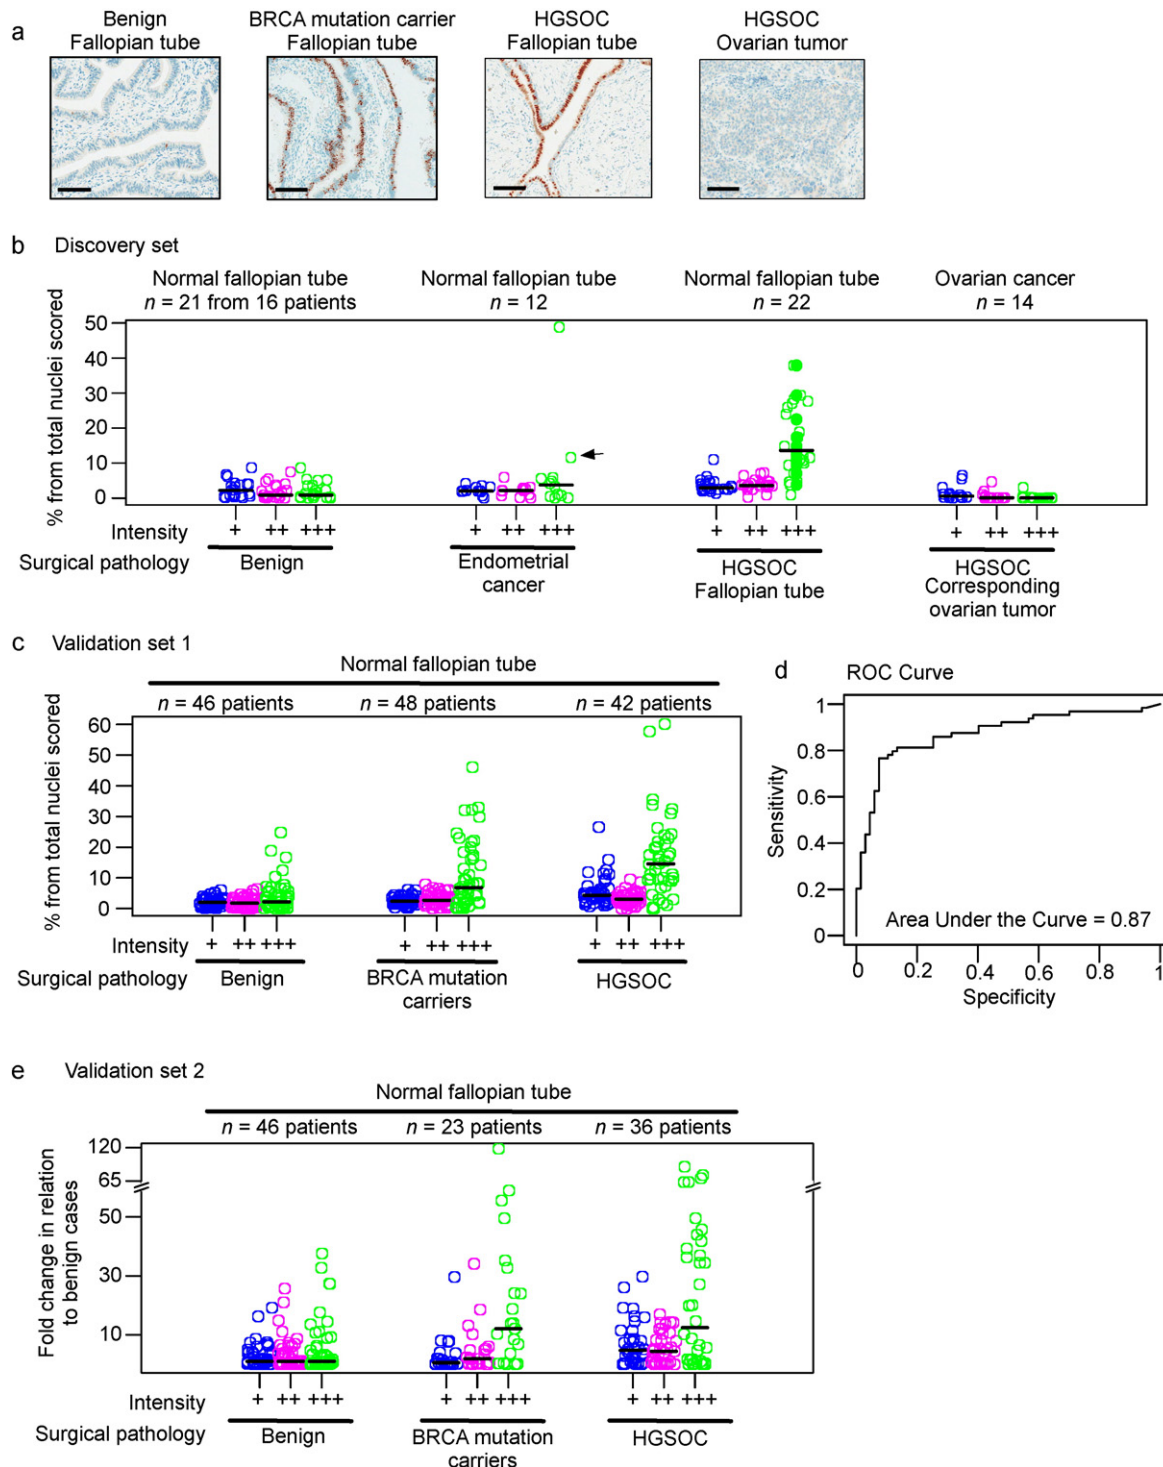 a
Benign
Fallopian tube
BRCA mutation carrier
Fallopian tube
HGSOC
Fallopian tube
HGSOC
Ovarian tumor
b Discovery set
Normal fallopian tube
n = 21 from 16 patients
Normal fallopian tube
n = 12
Normal fallopian tube
n = 22
Ovarian cancer
n = 14
% from total nuclei scored
50
40
30
20
10
0
Intensity + ++ +++ + ++ +++ + ++ +++ + ++ +++
Surgical pathology
Benign
Endometrial
cancer
HGSOC
Fallopian tube
HGSOC
Corresponding
ovarian tumor
c Validation set 1
Normal fallopian tube
n = 46 patients n = 48 patients n = 42 patients
% from total nuclei scored
60
50
40
30
20
10
0
Intensity + ++ +++ + ++ +++ + ++ +++
Surgical pathology
Benign
BRCA mutation
carriers
HGSOC
d ROC Curve
Sensitivity
1
0.8
0.6
0.4
0.2
0
Area Under the Curve = 0.87
0 0.2 0.4 0.6 0.8 1
Specificity
e Validation set 2
Normal fallopian tube
n = 46 patients n = 23 patients n = 36 patients
Fold change in relation
to benign cases
120
65
50
30
10
Intensity + ++ +++ + ++ +++ + ++ +++
Surgical pathology
Benign
BRCA mutation
carriers
HGSOC